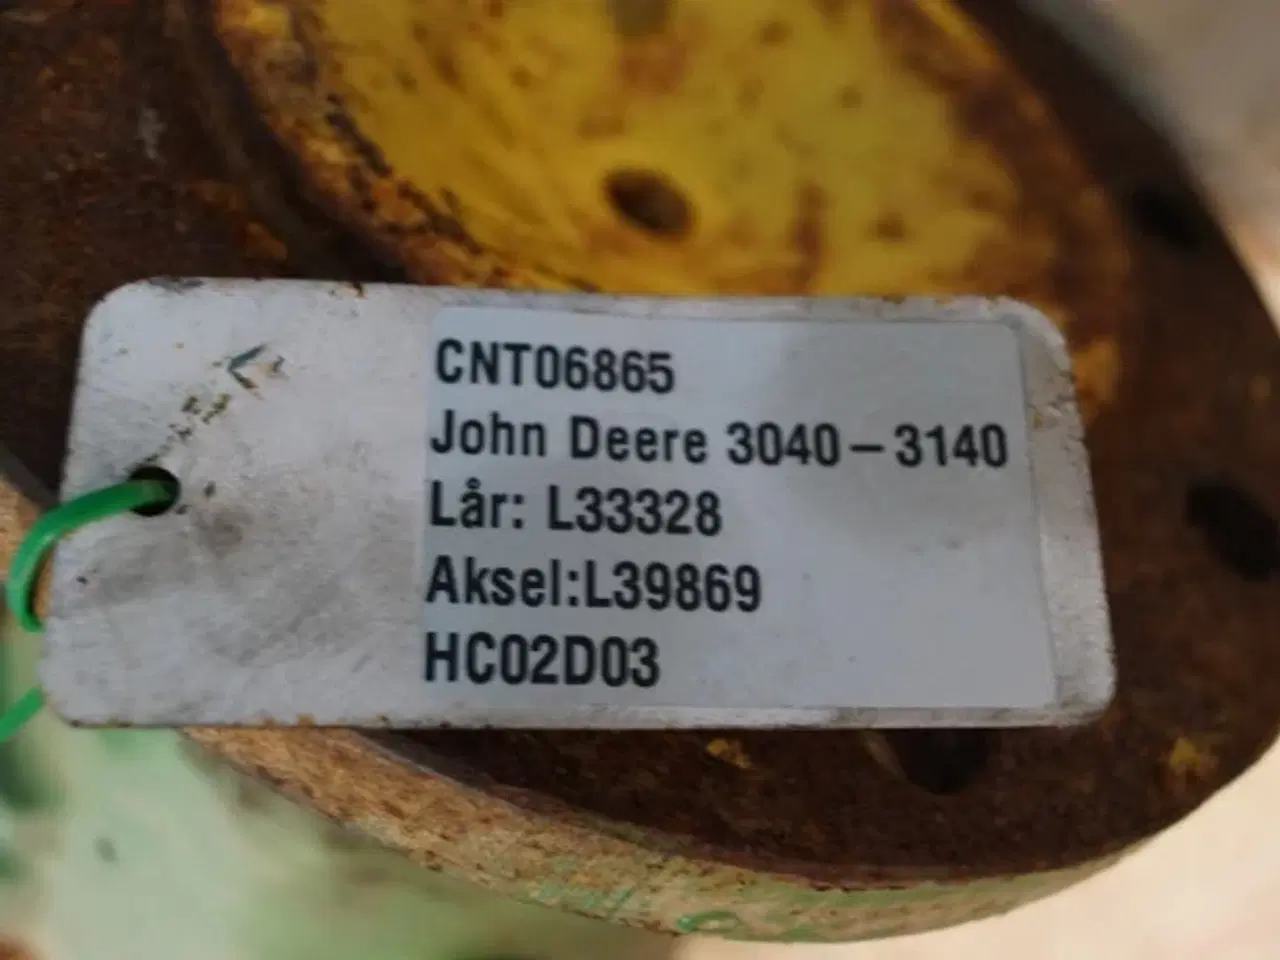 CNT06865
John Deere 3040-3140
Lår: L33328
Aksel:L39869
HC02D03